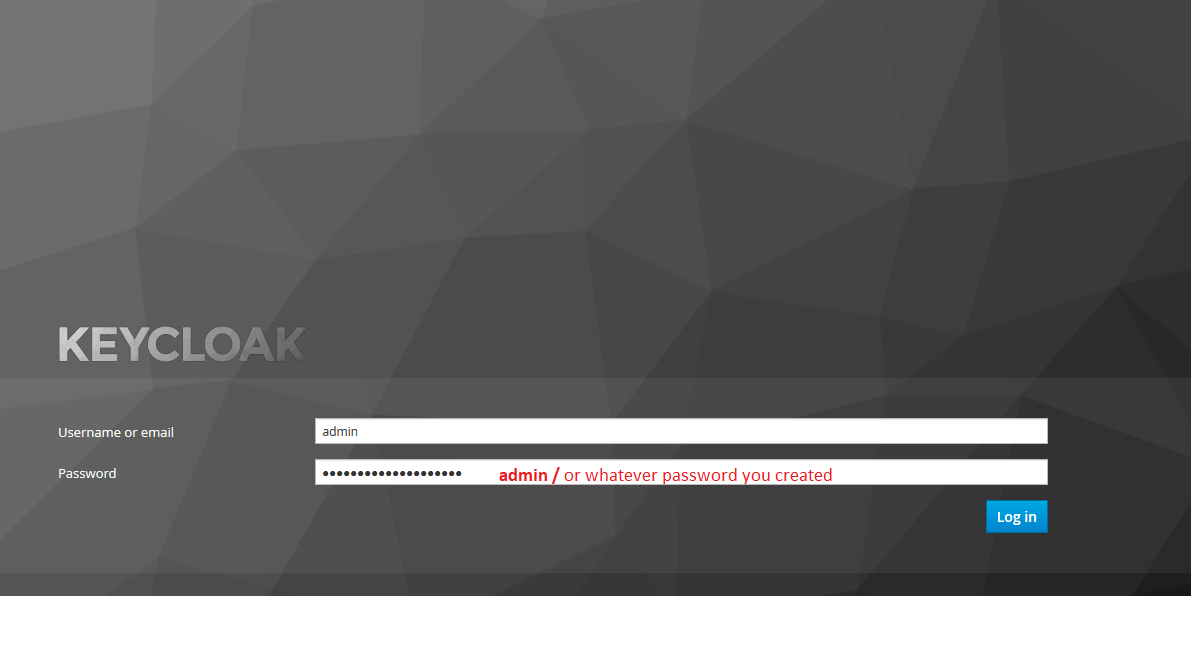 KEYCLOAK
Username or email admin
Password •••••••••••••••••••• admin / or whatever password you created
Log in